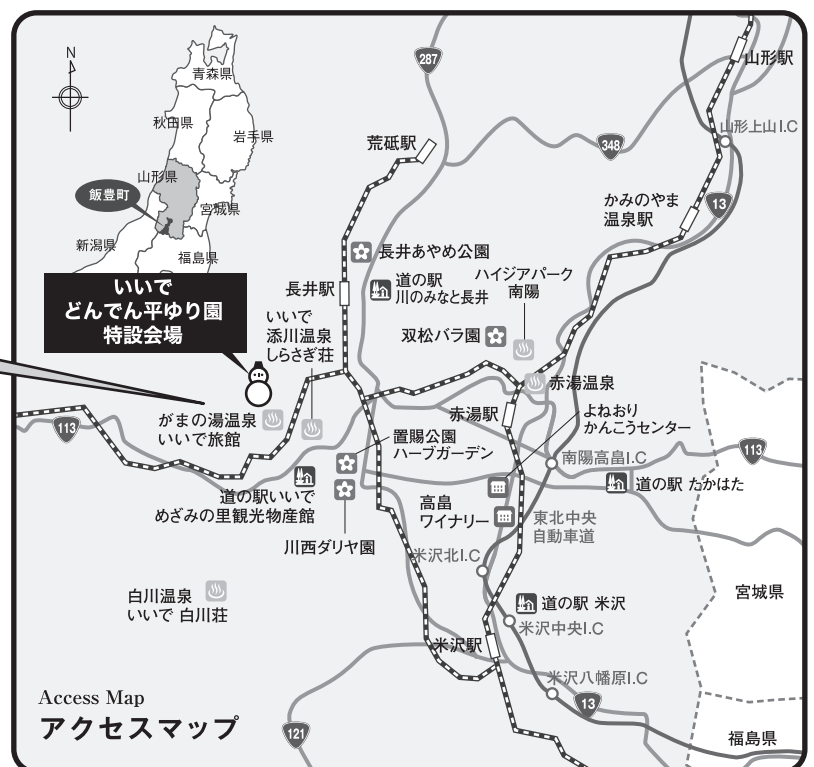 N
青森県
秋田県
岩手県
山形県
飯豊町
宮城県
新潟県
福島県
いいで
どんでん平ゆり園
特設会場
287
山形駅
山形上山I.C
荒砥駅
348
かみのやま
温泉駅
13
長井あやめ公園
長井駅
道の駅
川のみなと長井
ハイジアパーク
南陽
いいで
添川温泉
しらさぎ荘
双松バラ園
赤湯温泉
がまの湯温泉
いいで旅館
113
赤湯駅
よねおり
かんこうセンター
置賜公園
ハーブガーデン
南陽高畠I.C
113
道の駅 たかはた
道の駅いいで
めざみの里観光物産館
高畠
ワイナリー
東北中央
自動車道
川西ダリヤ園
米沢北I.C
白川温泉
いいで 白川荘
道の駅 米沢
米沢中央I.C
宮城県
米沢駅
米沢八幡原I.C
13
121
福島県
Access Map
アクセスマップ